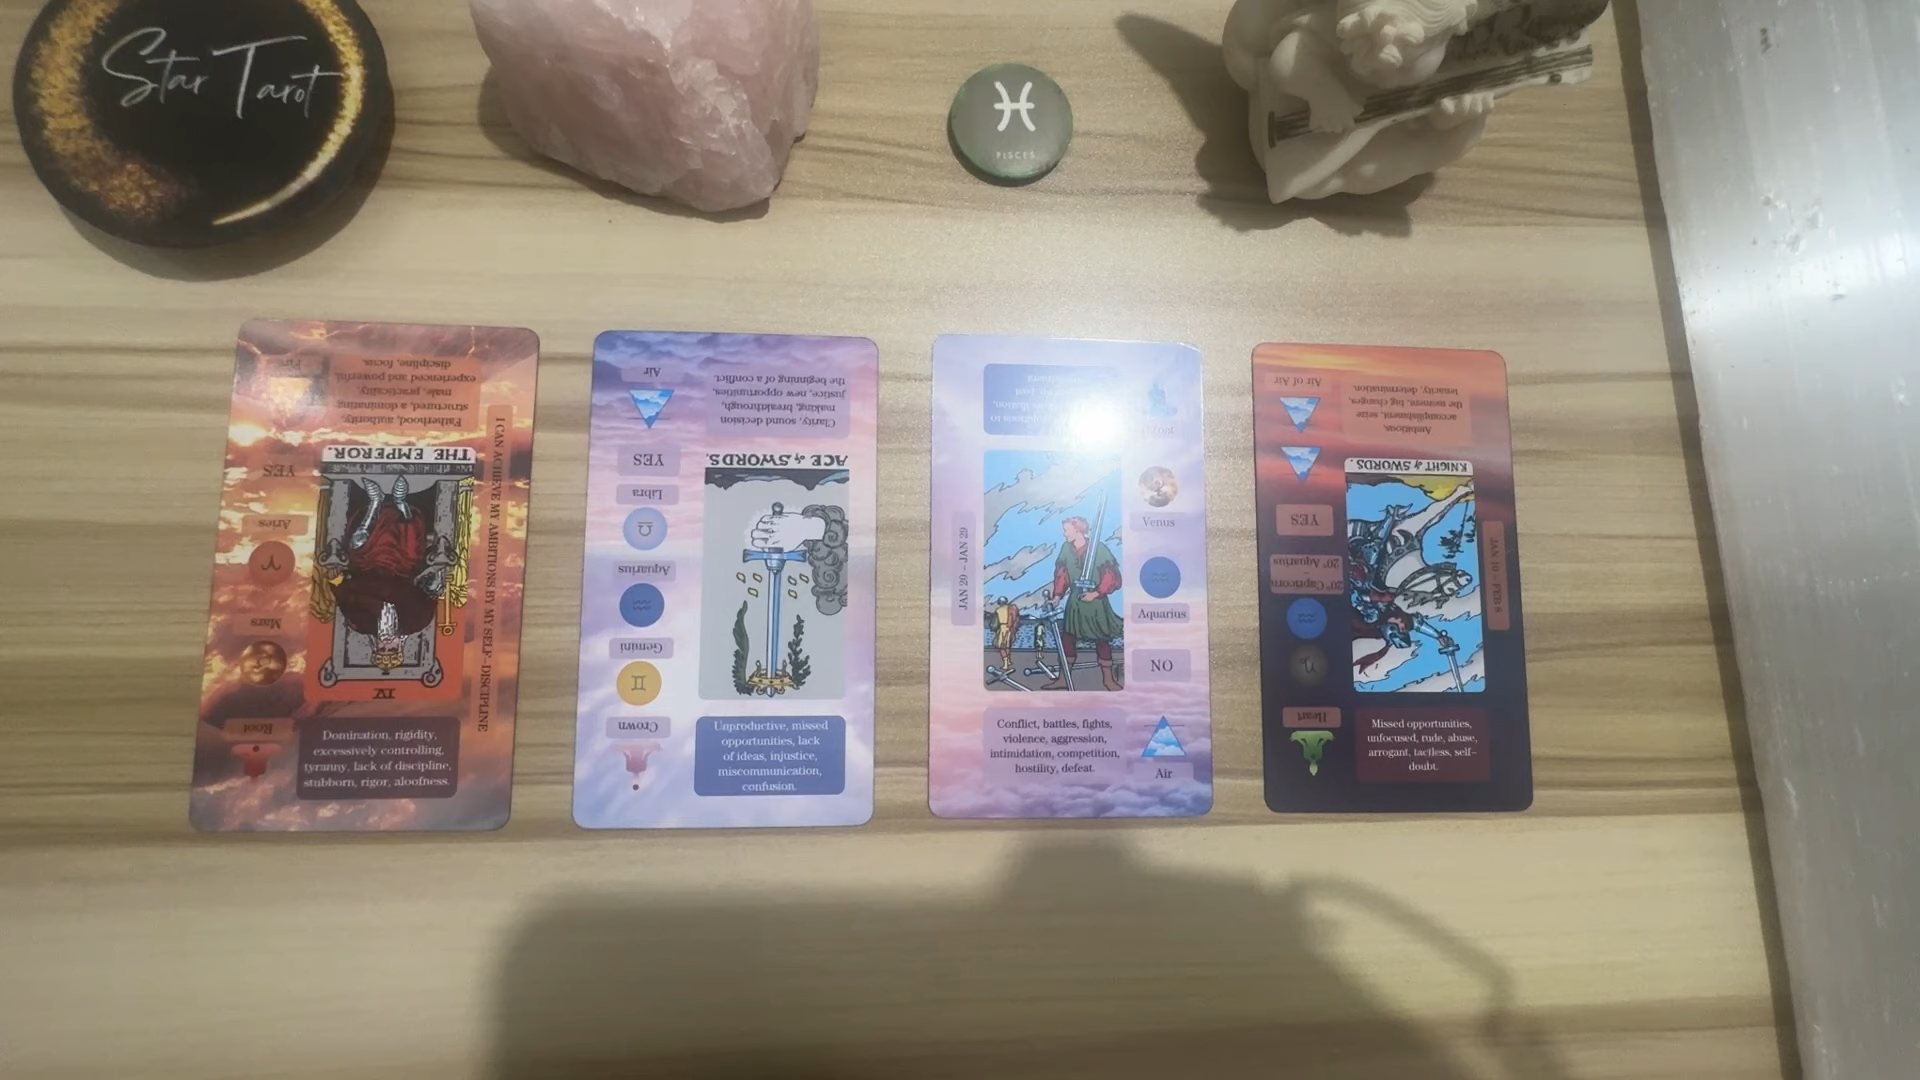 Star Tarot
PISCES
Fire
Fatherhood, authority,
structured, a dominating
male, practicality,
experienced and powerful,
discipline, focus.
THE EMPEROR.
YES
Aries
Mars
Root
IV
I CAN ACHIEVE MY AMBITIONS BY MY SELF-DISCIPLINE
Domination, rigidity,
excessively controlling,
tyranny, lack of discipline,
stubborn, rigor, aloofness.
Air
Clarity, sound decision
making, breakthrough,
justice, new opportunities,
the beginning of a conflict.
ACE of SWORDS.
YES
Libra
Aquarius
Gemini
Crown
Unproductive, missed
opportunities, lack
of ideas, injustice,
miscommunication,
confusion.
JAN 20 - JAN 29
Venus
Aquarius
NO
Air
Conflict, battles, fights,
violence, aggression,
intimidation, competition,
hostility, defeat.
Air of Air
Ambitious,
accomplishment, seize
the moment, big changes,
tenacity, determination.
KNIGHT of SWORDS.
YES
20° Capricorn
-
20° Aquarius
JAN 10 - FEB 8
Heart
Missed opportunities,
unfocused, rude, abuse,
arrogant, tactless, self-
doubt.